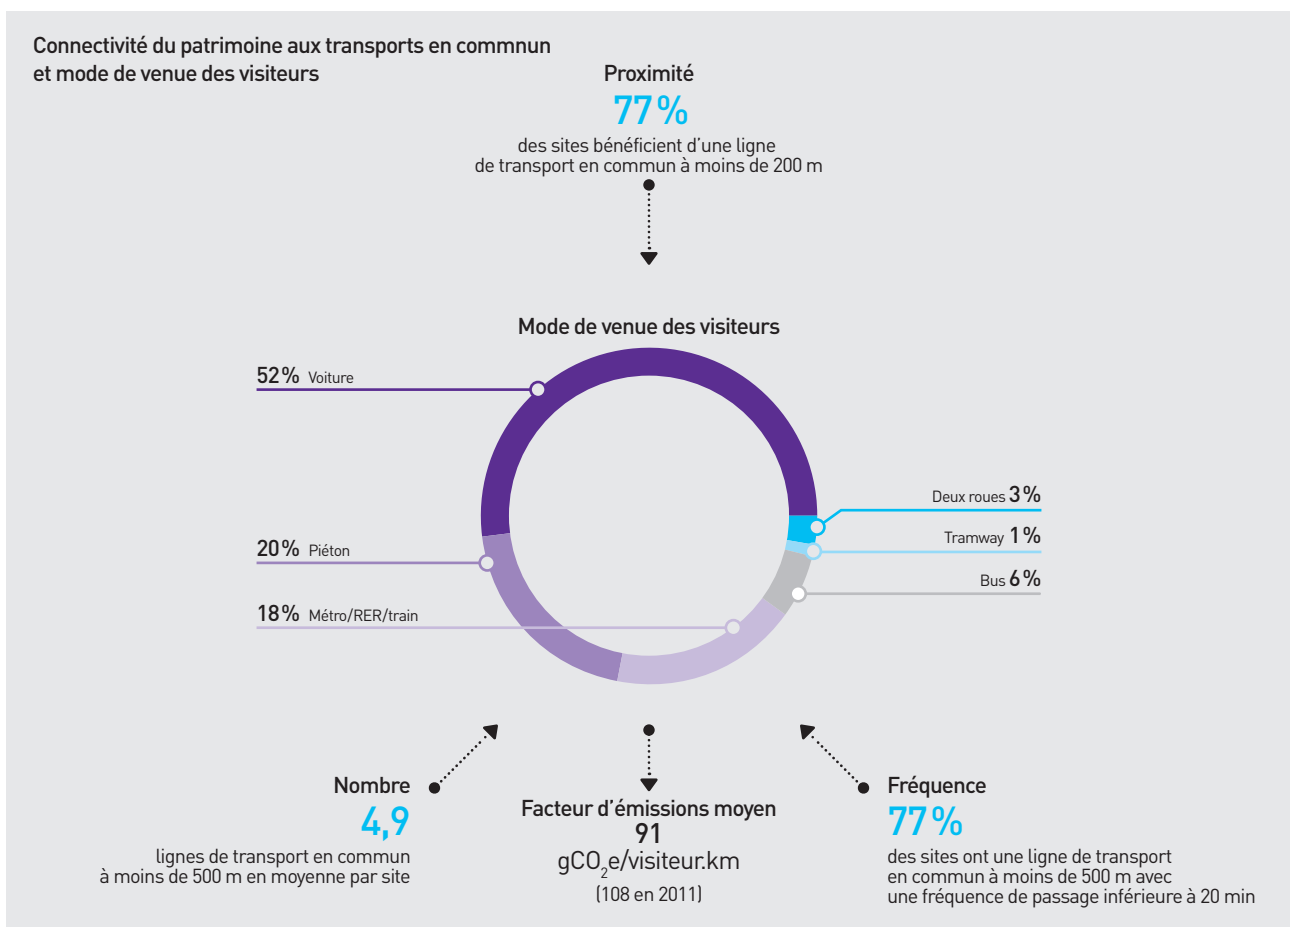 Connectivité du patrimoine aux transports en commnun
et mode de venue des visiteurs
Proximité
77 %
des sites bénéficient d’une ligne
de transport en commun à moins de 200 m
Mode de venue des visiteurs
52 % Voiture
20 % Piéton
18 % Métro/RER/train
Deux roues 3 %
Tramway 1 %
Bus 6 %
Nombre
4,9
lignes de transport en commun
à moins de 500 m en moyenne par site
Facteur d’émissions moyen
91
gCO₂e/visiteur.km
(108 en 2011)
Fréquence
77 %
des sites ont une ligne de transport
en commun à moins de 500 m avec
une fréquence de passage inférieure à 20 min